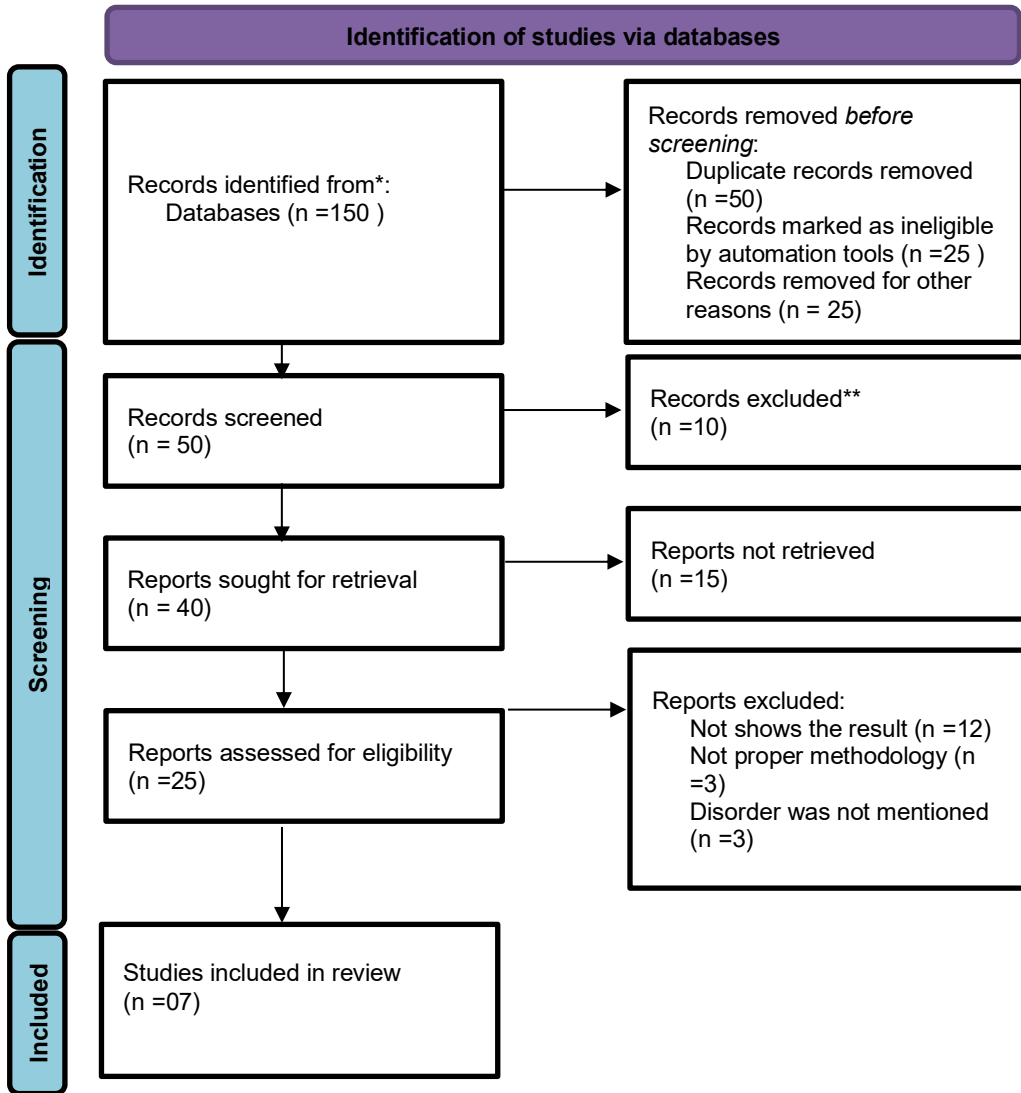 Identification of studies via databases
Identification
Records identified from*:
Databases (n =150 )
Records removed before
screening:
Duplicate records removed
(n =50)
Records marked as ineligible
by automation tools (n =25 )
Records removed for other
reasons (n = 25)
Screening
Records screened
(n = 50)
Records excluded**
(n =10)
Reports sought for retrieval
(n = 40)
Reports not retrieved
(n =15)
Reports assessed for eligibility
(n =25)
Reports excluded:
Not shows the result (n =12)
Not proper methodology (n
=3)
Disorder was not mentioned
(n =3)
Included
Studies included in review
(n =07)